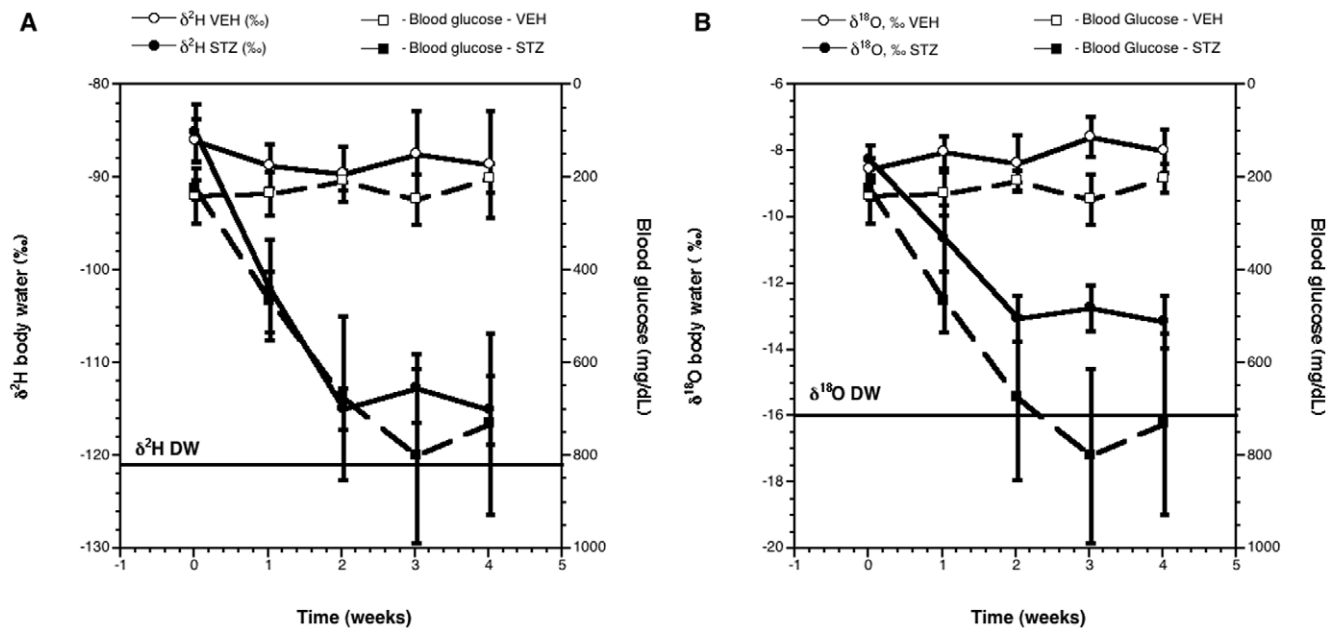 A
δ²H VEH (‰)
- Blood glucose - VEH
δ²H STZ (‰)
- Blood glucose - STZ
-80
-90
-100
-110
-120
-130
δ²H body water (‰)
0
200
400
600
800
1000
Blood glucose (mg/dL)
δ²H DW
-1 0 1 2 3 4 5
Time (weeks)
B
δ¹⁸O, ‰ VEH
- Blood Glucose - VEH
δ¹⁸O, ‰ STZ
- Blood Glucose - STZ
-6
-8
-10
-12
-14
-16
-18
-20
δ¹⁸O body water ( ‰)
0
200
400
600
800
1000
Blood glucose (mg/dL)
δ¹⁸O DW
-1 0 1 2 3 4 5
Time (weeks)